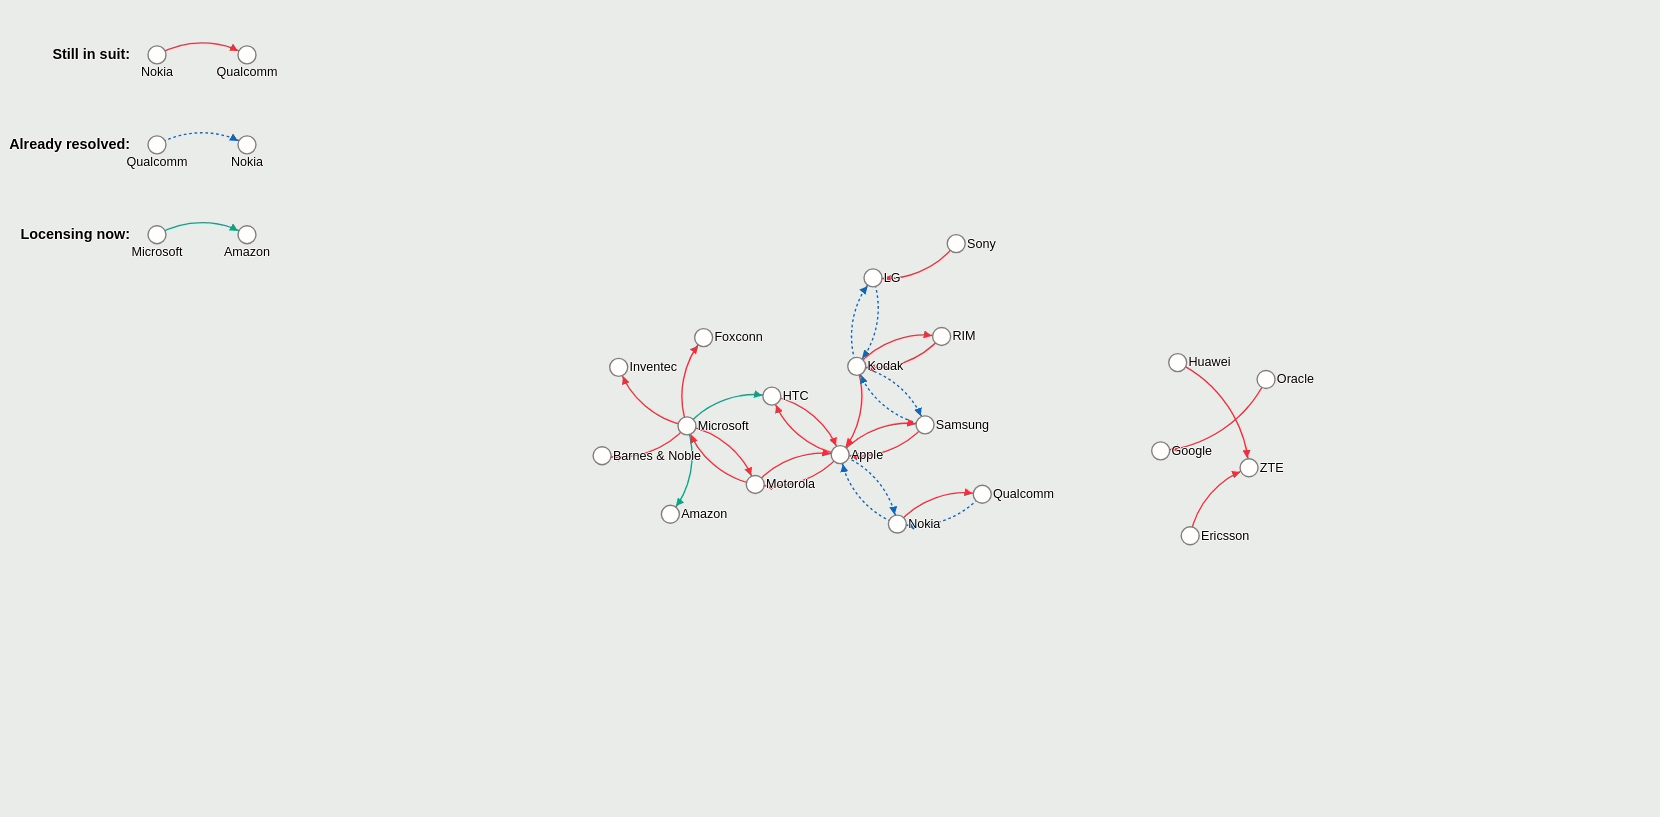 Still in suit:
Nokia
Qualcomm
Already resolved:
Qualcomm
Nokia
Locensing now:
Microsoft
Amazon
Sony
LG
Foxconn
RIM
Inventec
Kodak
Huawei
Oracle
HTC
Microsoft
Samsung
Barnes & Noble
Apple
Google
ZTE
Motorola
Qualcomm
Amazon
Nokia
Ericsson